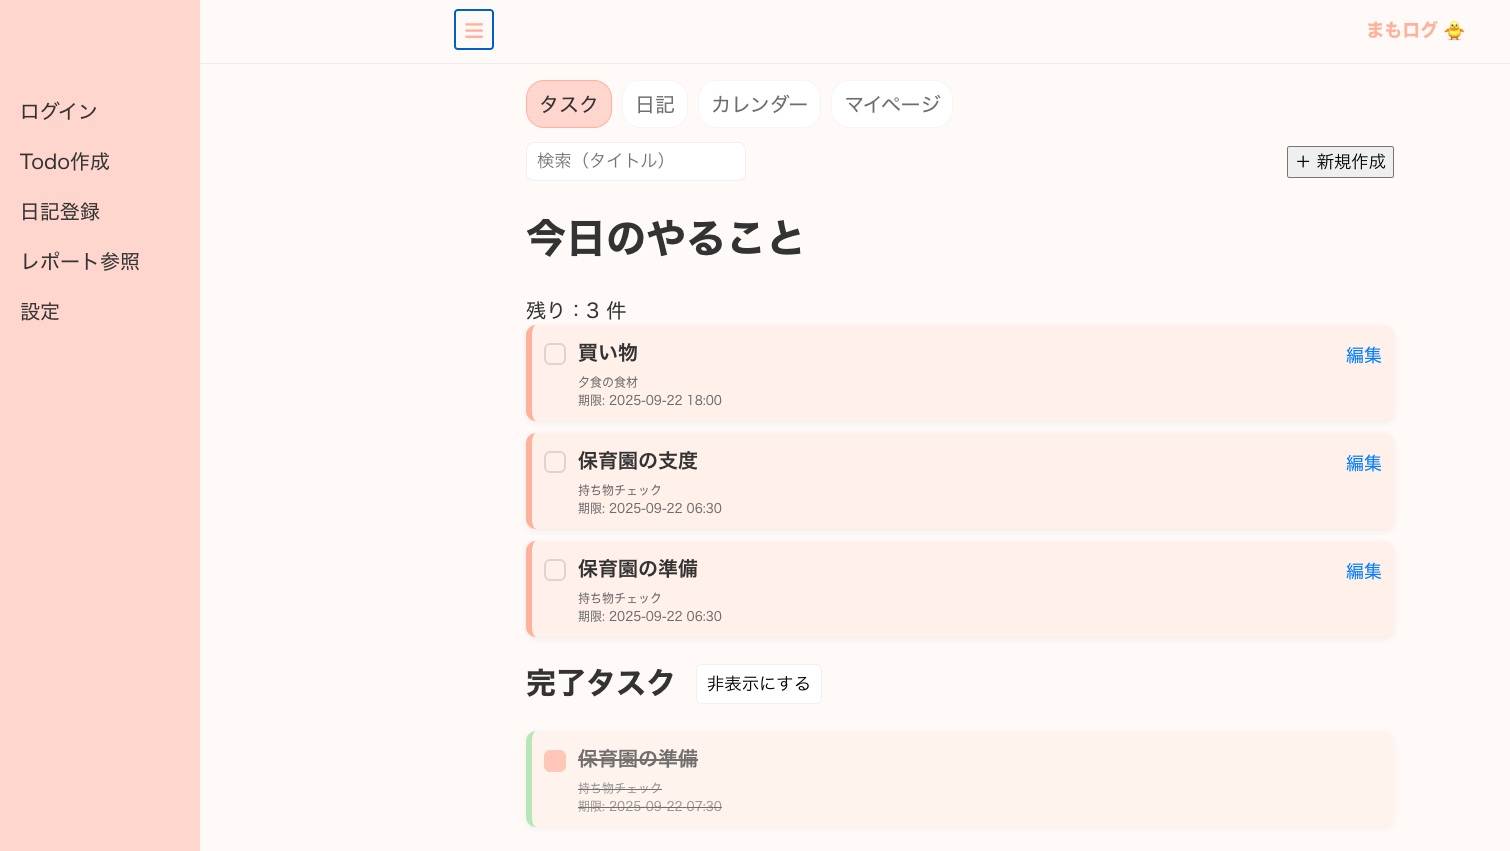 まもログ 🐥
ログイン
Todo作成
日記登録
レポート参照
設定
タスク 日記 カレンダー マイページ
検索（タイトル）
＋ 新規作成
今日のやること
残り：3 件
買い物
編集
夕食の食材
期限: 2025-09-22 18:00
保育園の支度
編集
持ち物チェック
期限: 2025-09-22 06:30
保育園の準備
編集
持ち物チェック
期限: 2025-09-22 06:30
完了タスク 非表示にする
保育園の準備
持ち物チェック
期限: 2025-09-22 07:30